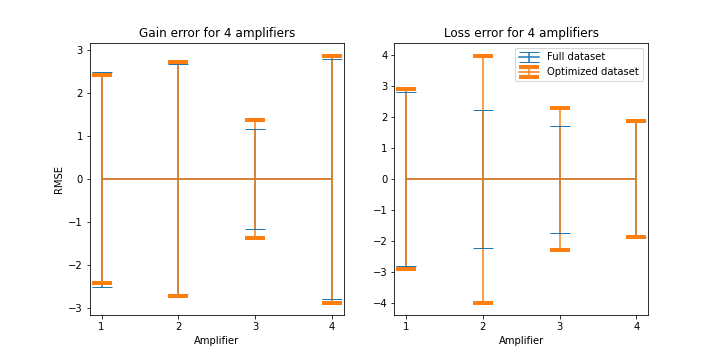 Gain error for 4 amplifiers
RMSE
3
2
1
0
−1
−2
−3
1 2 3 4
Amplifier
Loss error for 4 amplifiers
Full dataset
Optimized dataset
4
3
2
1
0
−1
−2
−3
−4
1 2 3 4
Amplifier